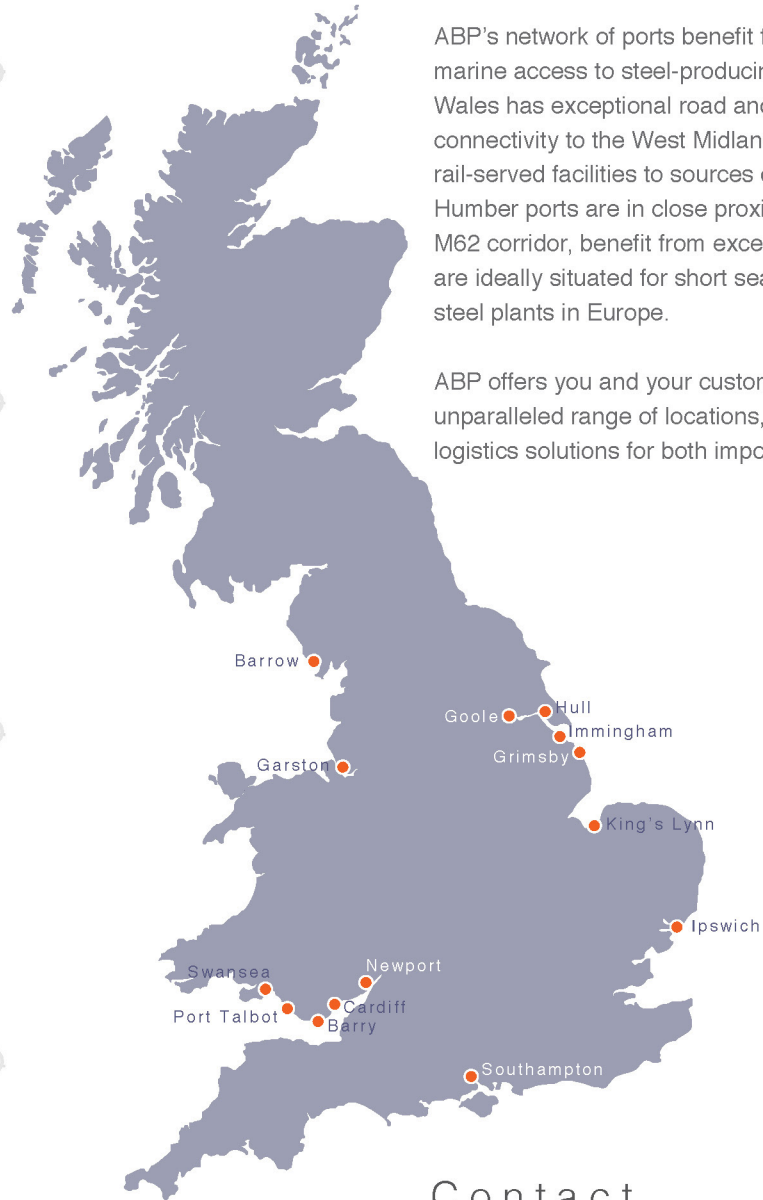 ABP's network of ports benefit
marine access to steel-producin
Wales has exceptional road and
connectivity to the West Midlan
rail-served facilities to sources
Humber ports are in close proxi
M62 corridor, benefit from exce
are ideally situated for short sea
steel plants in Europe.
ABP offers you and your custor
unparalleled range of locations,
logistics solutions for both impo
Barrow
Goole
Hull
Immingham
Grimsby
Garston
King's Lynn
Ipswich
Newport
Swansea
Cardiff
Port Talbot
Barry
Southampton
Contact